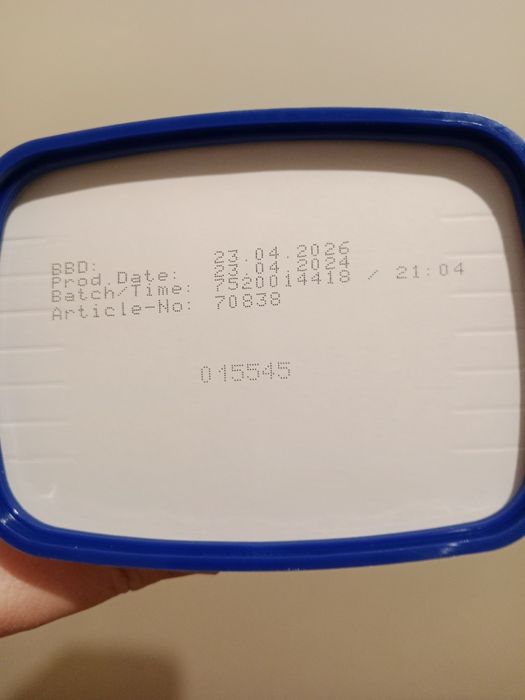 BBD: 23.04.2026
Prod.Date: 23.04.2024
Batch/Time: 7520014418 / 21:04
Article-No: 70838
015545